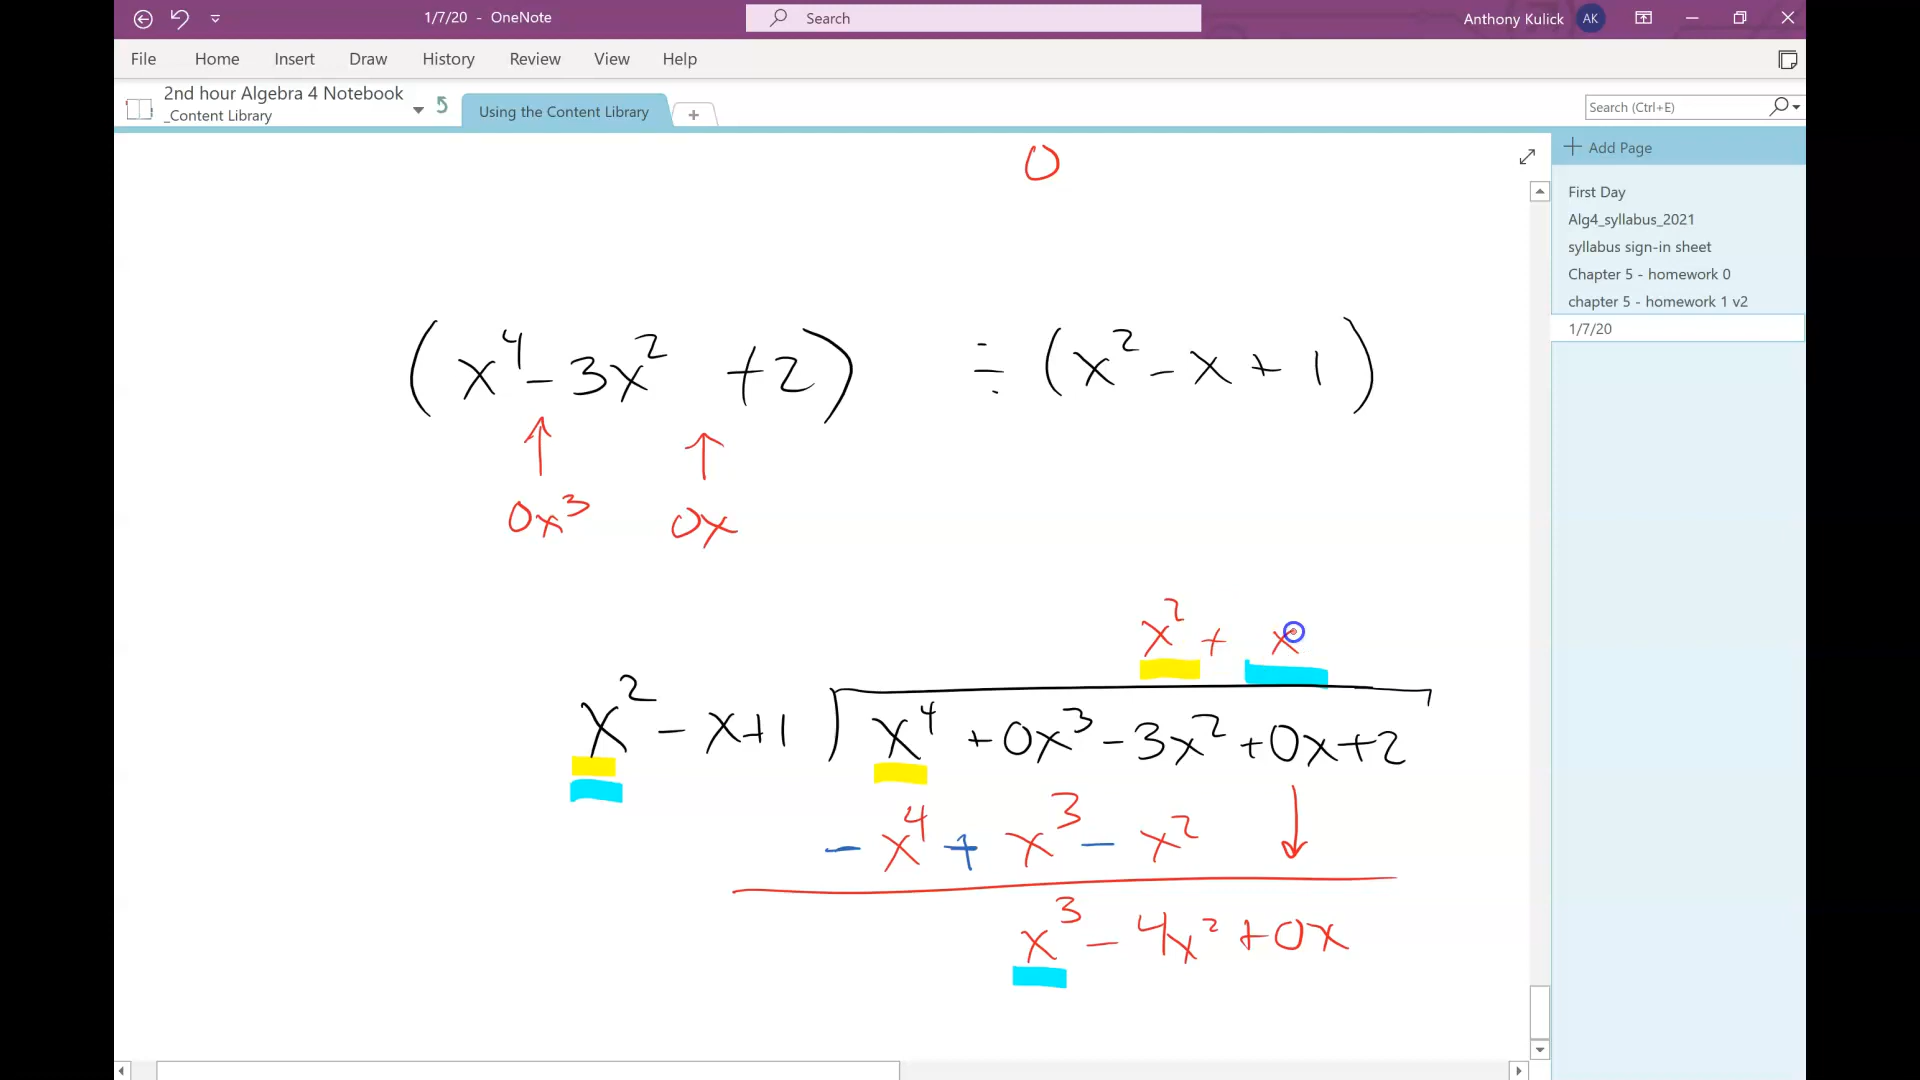 1/7/20 - OneNote
Search
Anthony Kulick AK
File Home Insert Draw History Review View Help
2nd hour Algebra 4 Notebook
_Content Library
Using the Content Library
Search (Ctrl+E)
Add Page
First Day
Alg4_syllabus_2021
syllabus sign-in sheet
Chapter 5 - homework 0
chapter 5 - homework 1 v2
1/7/20
0
(x⁴ - 3x² + 2) ÷ (x² - x + 1)
↑ ↑
0x³ 0x
x² + x
x² - x + 1 ) x⁴ + 0x³ - 3x² + 0x + 2
- x⁴ + x³ - x² ↓
x³ - 4x² + 0x